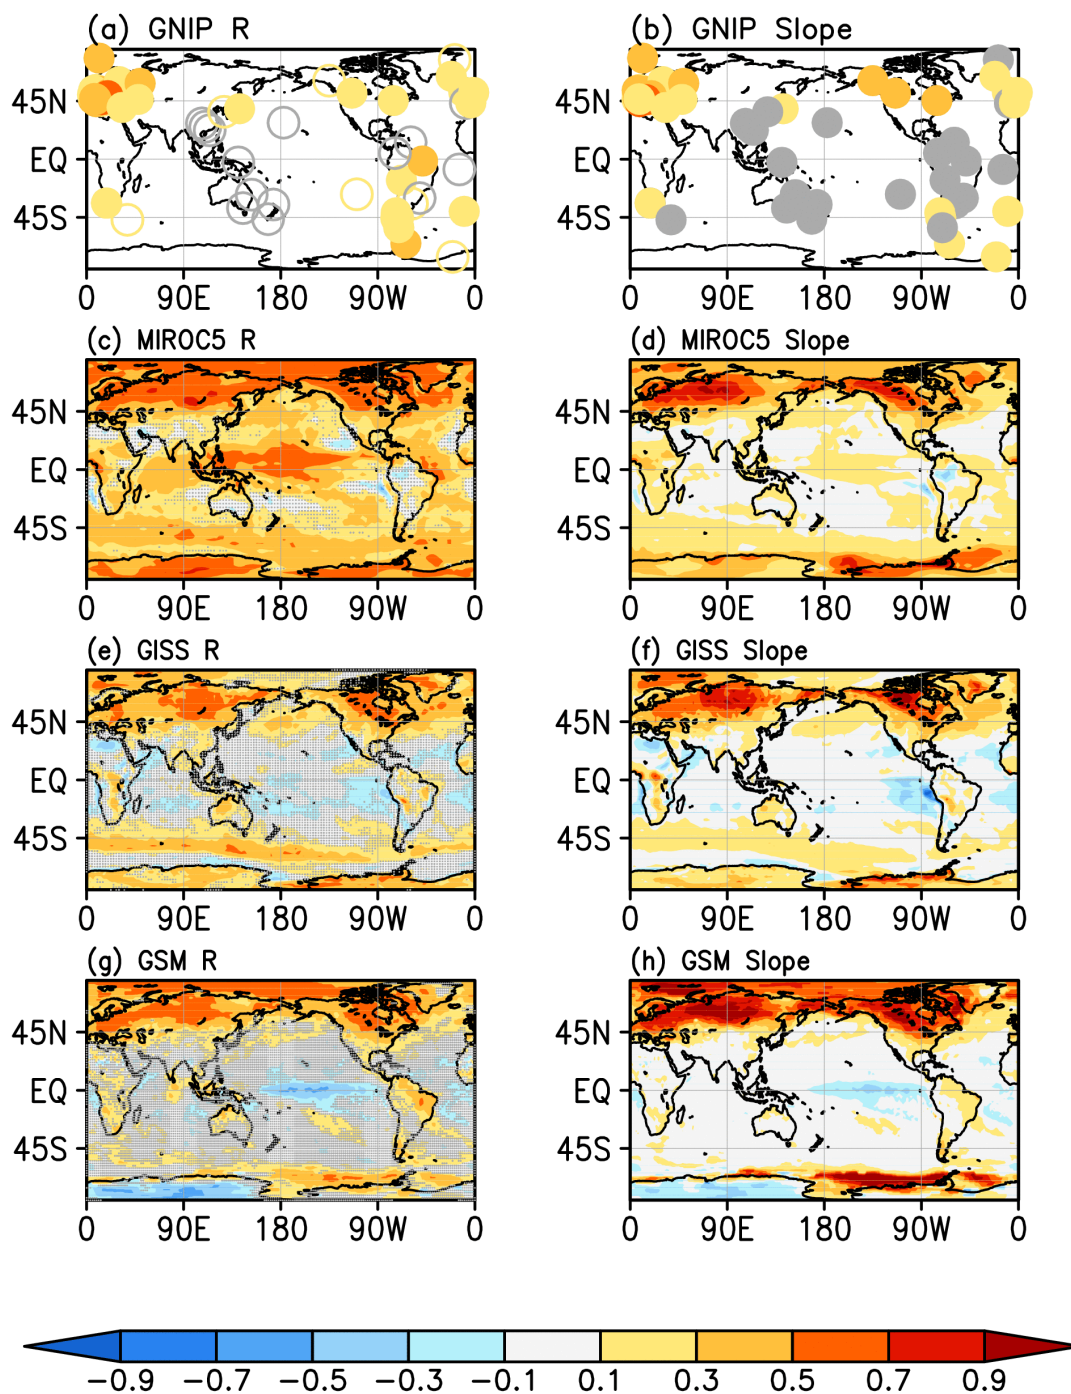 (a) GNIP R
(b) GNIP Slope
45N
EQ
45S
0 90E 180 90W 0
45N
EQ
45S
0 90E 180 90W 0
(c) MIROC5 R
(d) MIROC5 Slope
45N
EQ
45S
0 90E 180 90W 0
45N
EQ
45S
0 90E 180 90W 0
(e) GISS R
(f) GISS Slope
45N
EQ
45S
0 90E 180 90W 0
45N
EQ
45S
0 90E 180 90W 0
(g) GSM R
(h) GSM Slope
45N
EQ
45S
0 90E 180 90W 0
45N
EQ
45S
0 90E 180 90W 0
−0.9 −0.7 −0.5 −0.3 −0.1 0.1 0.3 0.5 0.7 0.9